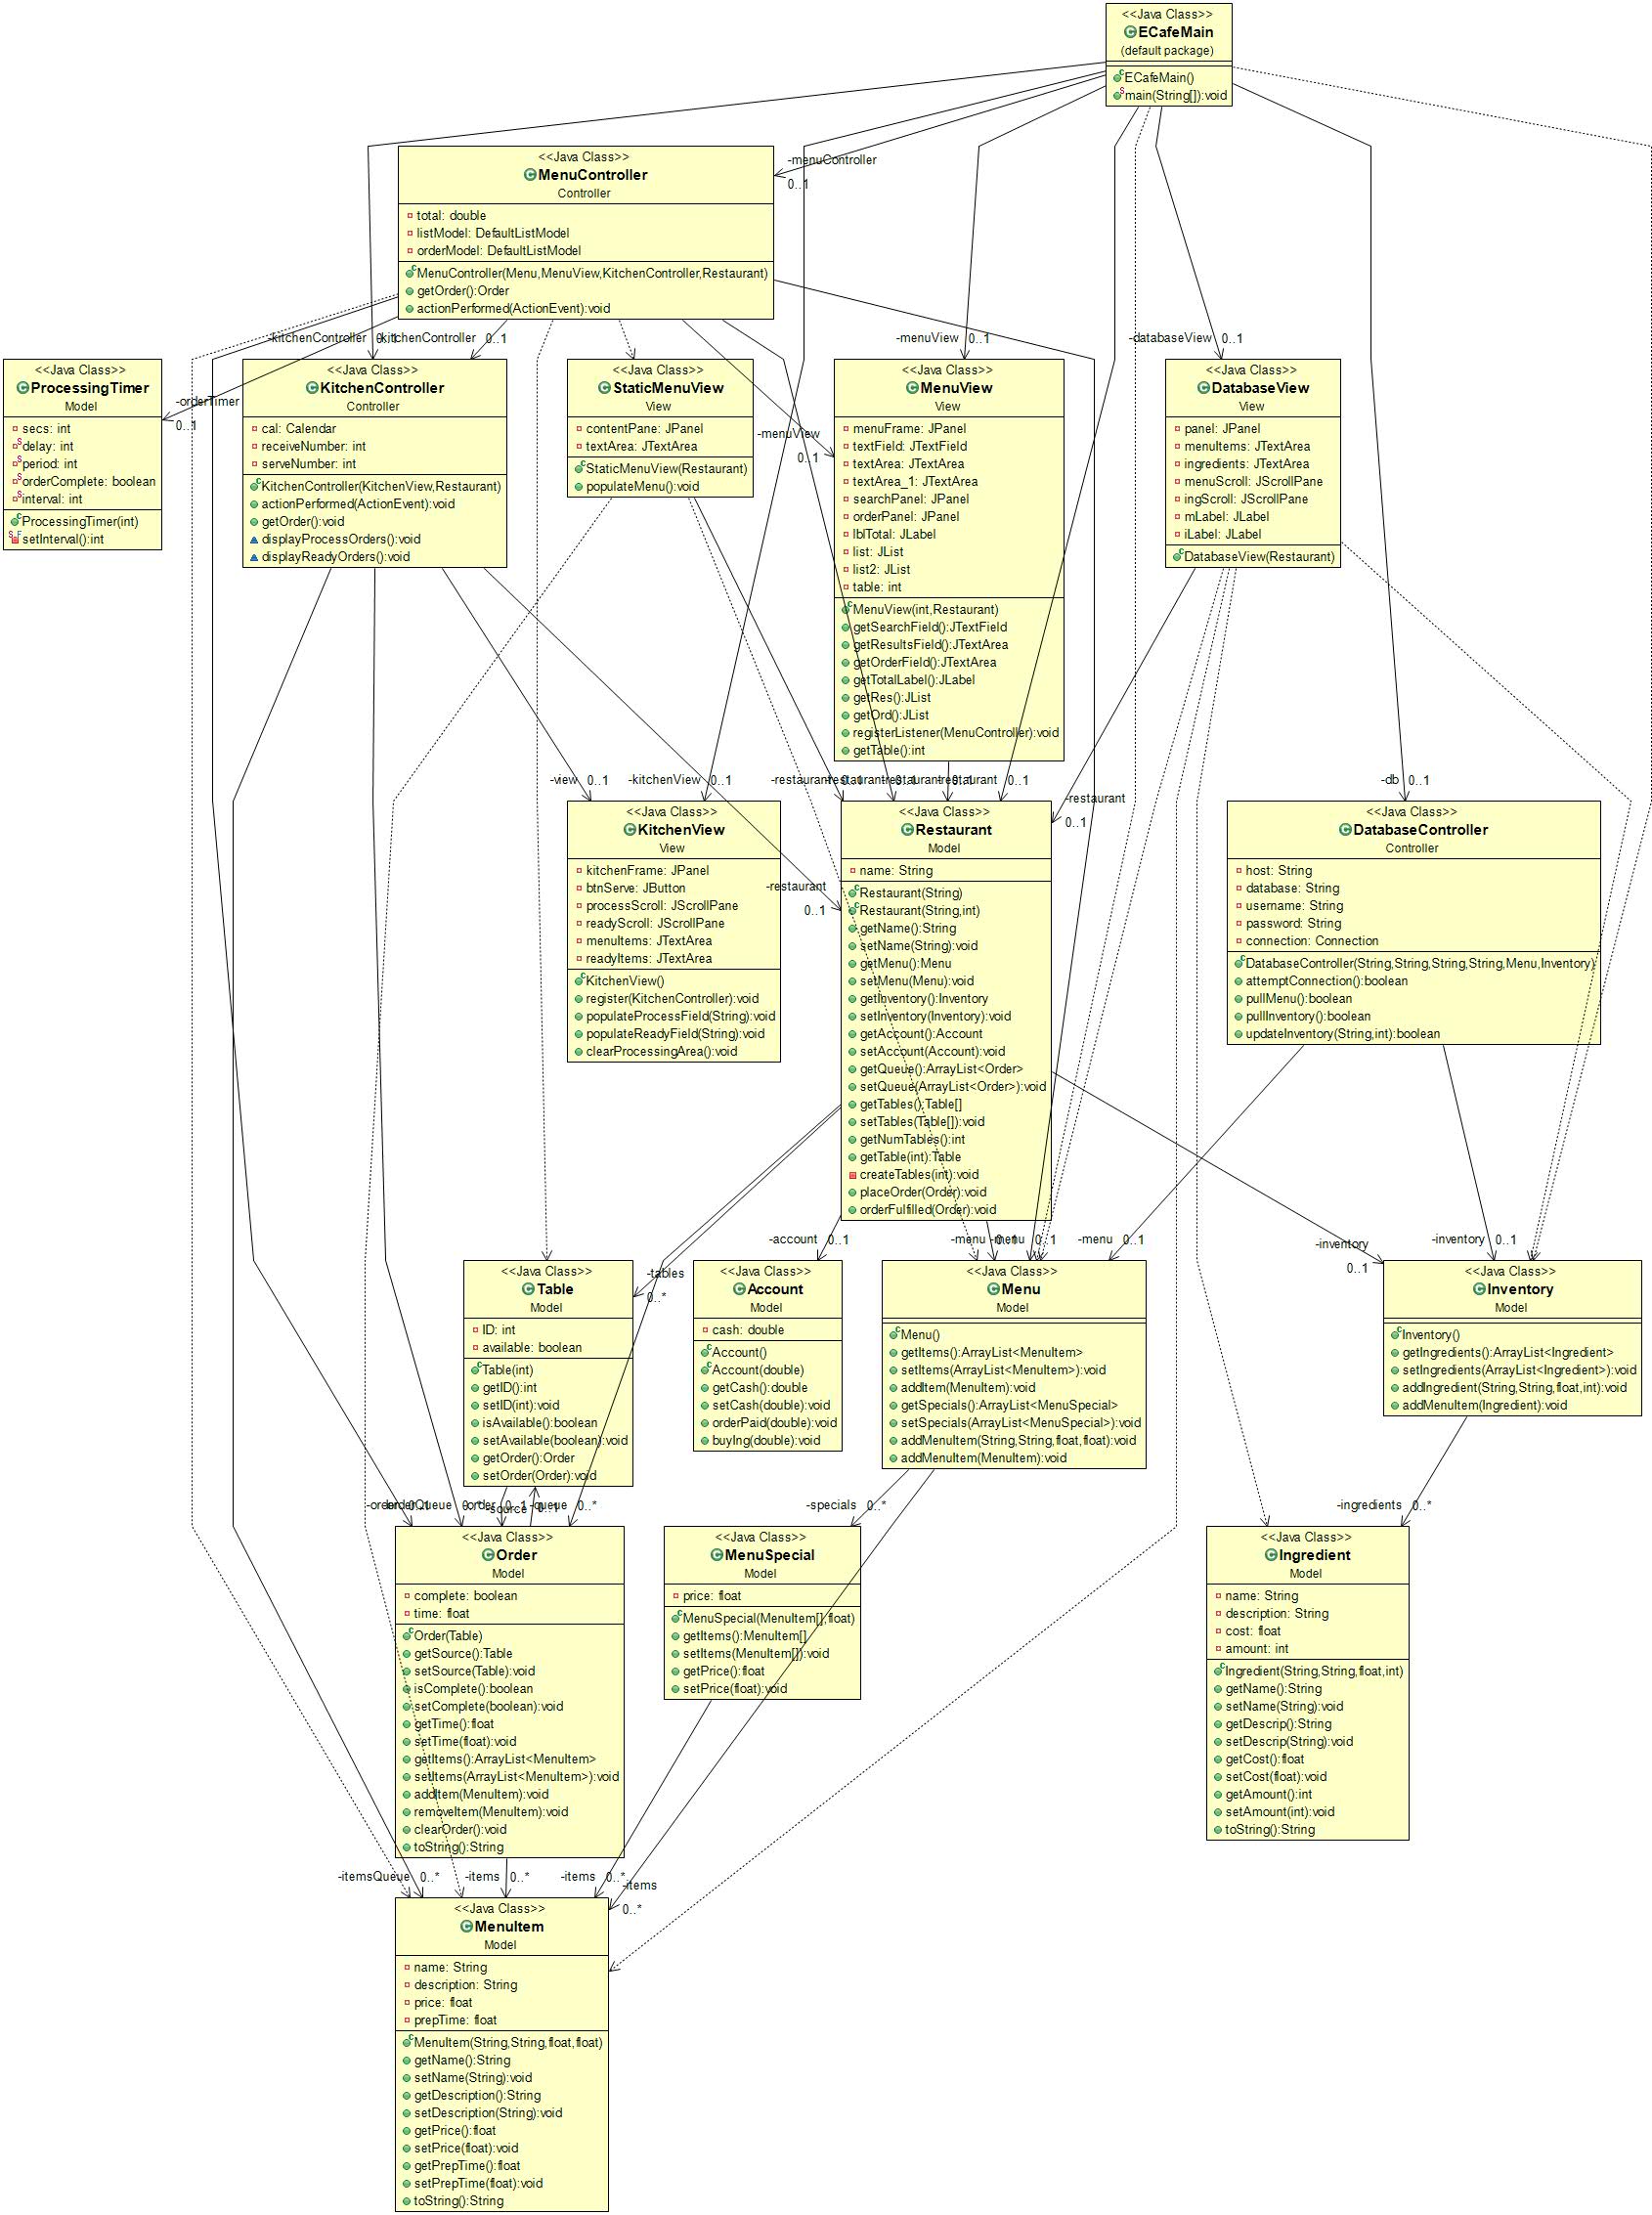 <<Java Class>>
ECafeMain
(default package)
ECafeMain()
main(String[]):void
<<Java Class>>
MenuController
Controller
total: double
listModel: DefaultListModel
orderModel: DefaultListModel
MenuController(Menu,MenuView,KitchenController,Restaurant)
getOrder():Order
actionPerformed(ActionEvent):void
-menuController
0..1
-kitchenController
0..1
-kitchenController
0..1
-menuView
0..1
-databaseView
0..1
<<Java Class>>
ProcessingTimer
Model
secs: int
delay: int
period: int
orderComplete: boolean
interval: int
ProcessingTimer(int)
setInterval():int
-orderTimer
0..1
<<Java Class>>
KitchenController
Controller
cal: Calendar
receiveNumber: int
serveNumber: int
KitchenController(KitchenView,Restaurant)
actionPerformed(ActionEvent):void
getOrder():void
displayProcessOrders():void
displayReadyOrders():void
<<Java Class>>
StaticMenuView
View
contentPane: JPanel
textArea: JTextArea
StaticMenuView(Restaurant)
populateMenu():void
-menuView
0..1
<<Java Class>>
MenuView
View
menuFrame: JPanel
textField: JTextField
textArea: JTextArea
textArea_1: JTextArea
searchPanel: JPanel
orderPanel: JPanel
lblTotal: JLabel
list: JList
list2: JList
table: int
MenuView(int,Restaurant)
getSearchField():JTextField
getResultsField():JTextArea
getOrderField():JTextArea
getTotalLabel():JLabel
getRes():JList
getOrd():JList
registerListener(MenuController):void
getTable():int
<<Java Class>>
DatabaseView
View
panel: JPanel
menuItems: JTextArea
ingredients: JTextArea
menuScroll: JScrollPane
ingScroll: JScrollPane
mLabel: JLabel
iLabel: JLabel
DatabaseView(Restaurant)
-view
0..1
-kitchenView
0..1
-restaurant
0..1
-restaurant
0..1
-restaurant
-restaurant
0..1
-restaurant
0..1
-db
0..1
<<Java Class>>
KitchenView
View
kitchenFrame: JPanel
btnServe: JButton
processScroll: JScrollPane
readyScroll: JScrollPane
menuItems: JTextArea
readyItems: JTextArea
KitchenView()
register(KitchenController):void
populateProcessField(String):void
populateReadyField(String):void
clearProcessingArea():void
-restaurant
0..1
<<Java Class>>
Restaurant
Model
name: String
Restaurant(String)
Restaurant(String,int)
getName():String
setName(String):void
getMenu():Menu
setMenu(Menu):void
getInventory():Inventory
setInventory(Inventory):void
getAccount():Account
setAccount(Account):void
getQueue():ArrayList<Order>
setQueue(ArrayList<Order>):void
getTables():Table[]
setTables(Table[]):void
getNumTables():int
getTable(int):Table
createTables(int):void
placeOrder(Order):void
orderFulfilled(Order):void
<<Java Class>>
DatabaseController
Controller
host: String
database: String
username: String
password: String
connection: Connection
DatabaseController(String,String,String,String,Menu,Inventory)
attemptConnection():boolean
pullMenu():boolean
pullInventory():boolean
updateInventory(String,int):boolean
-account
0..1
-menu
0..1
-menu
0..1
-menu
0..1
-inventory
0..1
-inventory
0..1
-tables
0..*
<<Java Class>>
Table
Model
ID: int
available: boolean
Table(int)
getID():int
setID(int):void
isAvailable():boolean
setAvailable(boolean):void
getOrder():Order
setOrder(Order):void
<<Java Class>>
Account
Model
cash: double
Account()
Account(double)
getCash():double
setCash(double):void
orderPaid(double):void
buyIng(double):void
<<Java Class>>
Menu
Model
Menu()
getItems():ArrayList<MenuItem>
setItems(ArrayList<MenuItem>):void
addItem(MenuItem):void
getSpecials():ArrayList<MenuSpecial>
setSpecials(ArrayList<MenuSpecial>):void
addMenuItem(String,String,float,float):void
addMenuItem(MenuItem):void
<<Java Class>>
Inventory
Model
Inventory()
getIngredients():ArrayList<Ingredient>
setIngredients(ArrayList<Ingredient>):void
addIngredient(String,String,float,int):void
addMenuItem(Ingredient):void
-order
0..1
-orderQueue
0..*
-order
0..1
-source
0..1
-queue
0..*
-specials
0..*
-ingredients
0..*
<<Java Class>>
Order
Model
complete: boolean
time: float
Order(Table)
getSource():Table
setSource(Table):void
isComplete():boolean
setComplete(boolean):void
getTime():float
setTime(float):void
getItems():ArrayList<MenuItem>
setItems(ArrayList<MenuItem>):void
addItem(MenuItem):void
removeItem(MenuItem):void
clearOrder():void
toString():String
<<Java Class>>
MenuSpecial
Model
price: float
MenuSpecial(MenuItem[],float)
getItems():MenuItem[]
setItems(MenuItem[]):void
getPrice():float
setPrice(float):void
<<Java Class>>
Ingredient
Model
name: String
description: String
cost: float
amount: int
Ingredient(String,String,float,int)
getName():String
setName(String):void
getDescrip():String
setDescrip(String):void
getCost():float
setCost(float):void
getAmount():int
setAmount(int):void
toString():String
-itemsQueue
0..*
-items
0..*
-items
0..*
-items
0..*
<<Java Class>>
MenuItem
Model
name: String
description: String
price: float
prepTime: float
MenuItem(String,String,float,float)
getName():String
setName(String):void
getDescription():String
setDescription(String):void
getPrice():float
setPrice(float):void
getPrepTime():float
setPrepTime(float):void
toString():String